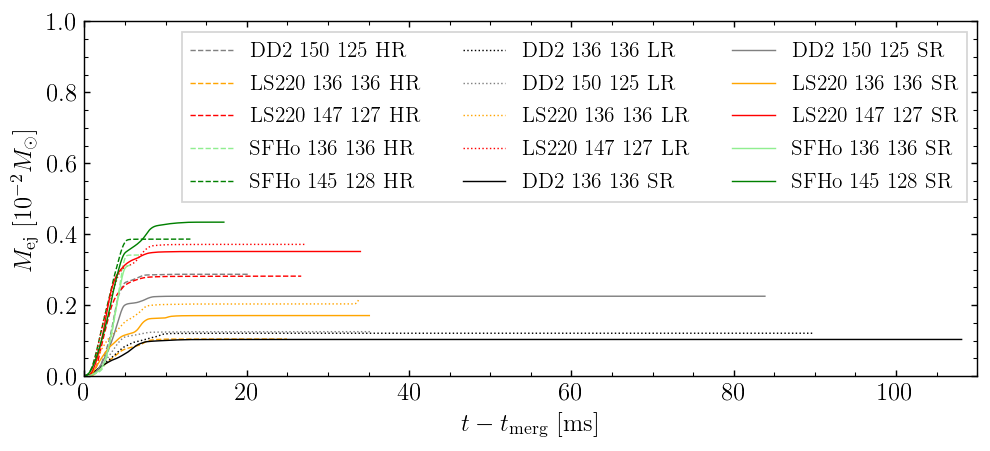 1.0
0.8
0.6
0.4
0.2
0.0
M_ej [10^−2 M_⊙]
DD2 150 125 HR
LS220 136 136 HR
LS220 147 127 HR
SFHo 136 136 HR
SFHo 145 128 HR
DD2 136 136 LR
DD2 150 125 LR
LS220 136 136 LR
LS220 147 127 LR
DD2 136 136 SR
DD2 150 125 SR
LS220 136 136 SR
LS220 147 127 SR
SFHo 136 136 SR
SFHo 145 128 SR
0 20 40 60 80 100
t − t_merg [ms]